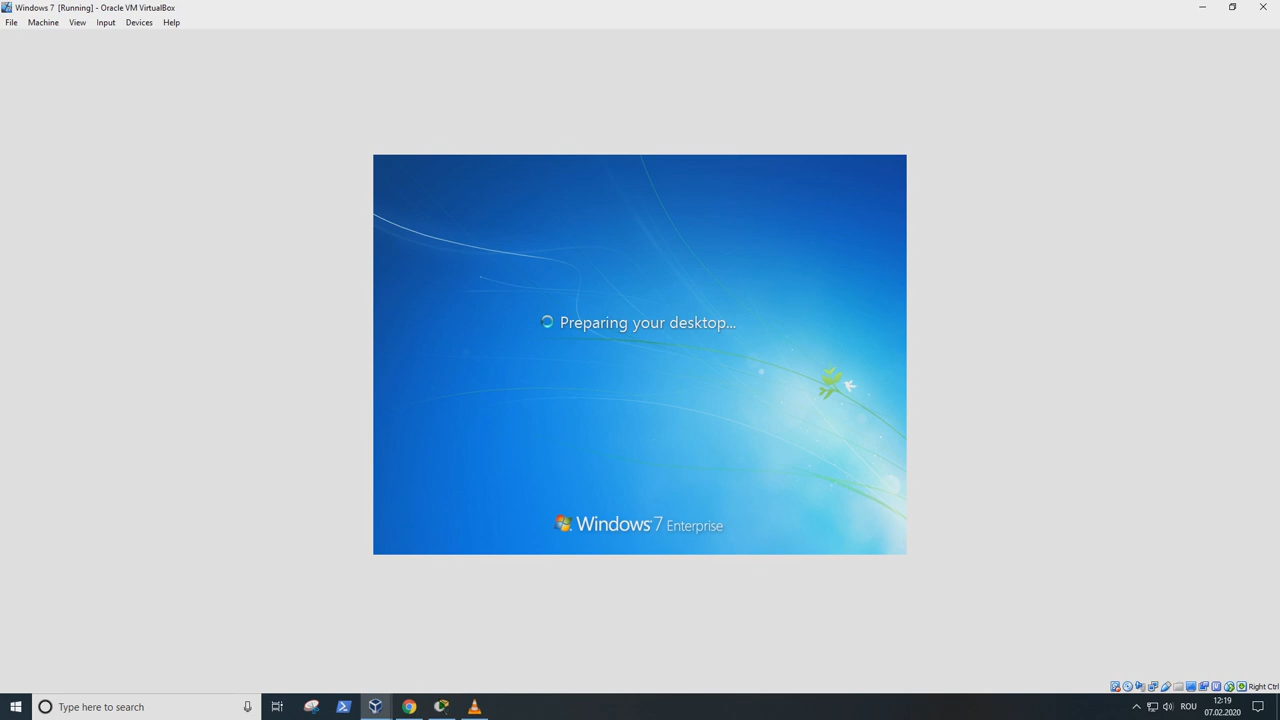 Windows 7 [Running] - Oracle VM VirtualBox
File Machine View Input Devices Help
Preparing your desktop...
Windows 7 Enterprise
Right Ctrl
Type here to search
ROU
12:19
07.02.2020